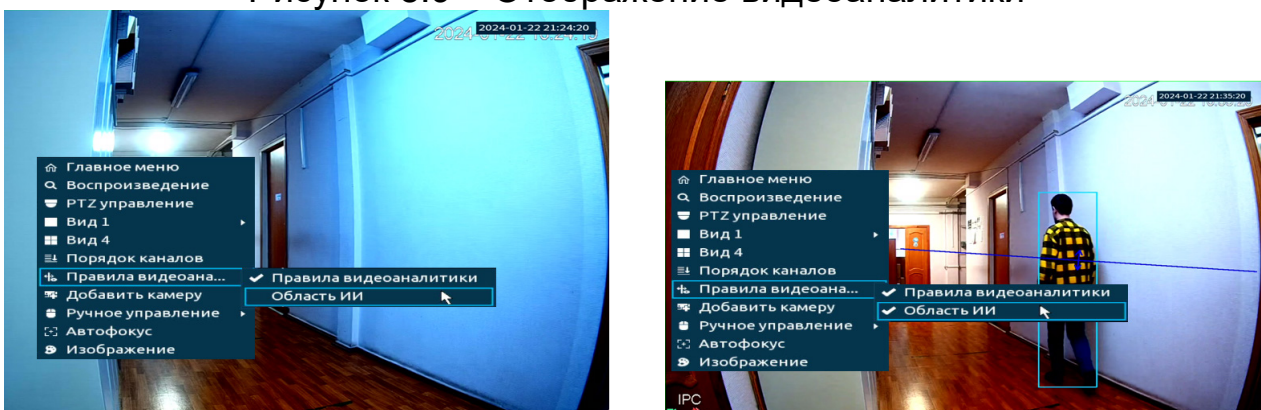 Отображение видеоаналитики
2024-01-22 21:24:20
Главное меню
Воспроизведение
PTZ управление
Вид 1
Вид 4
Порядок каналов
Правила видеоана...
Добавить камеру
Ручное управление
Автофокус
Изображение
Правила видеоаналитики
Область ИИ
2024-01-22 21:35:20
Главное меню
Воспроизведение
PTZ управление
Вид 1
Вид 4
Порядок каналов
Правила видеоана...
Добавить камеру
Ручное управление
Автофокус
Изображение
Правила видеоаналитики
Область ИИ
IPC